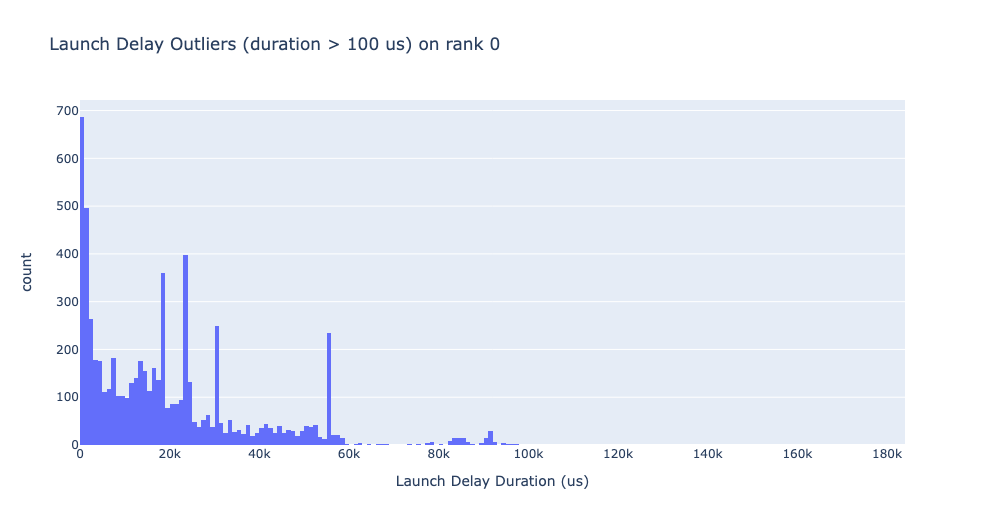 Launch Delay Outliers (duration > 100 us) on rank 0
700
600
500
400
300
200
100
0
count
0 20k 40k 60k 80k 100k 120k 140k 160k 180k
Launch Delay Duration (us)